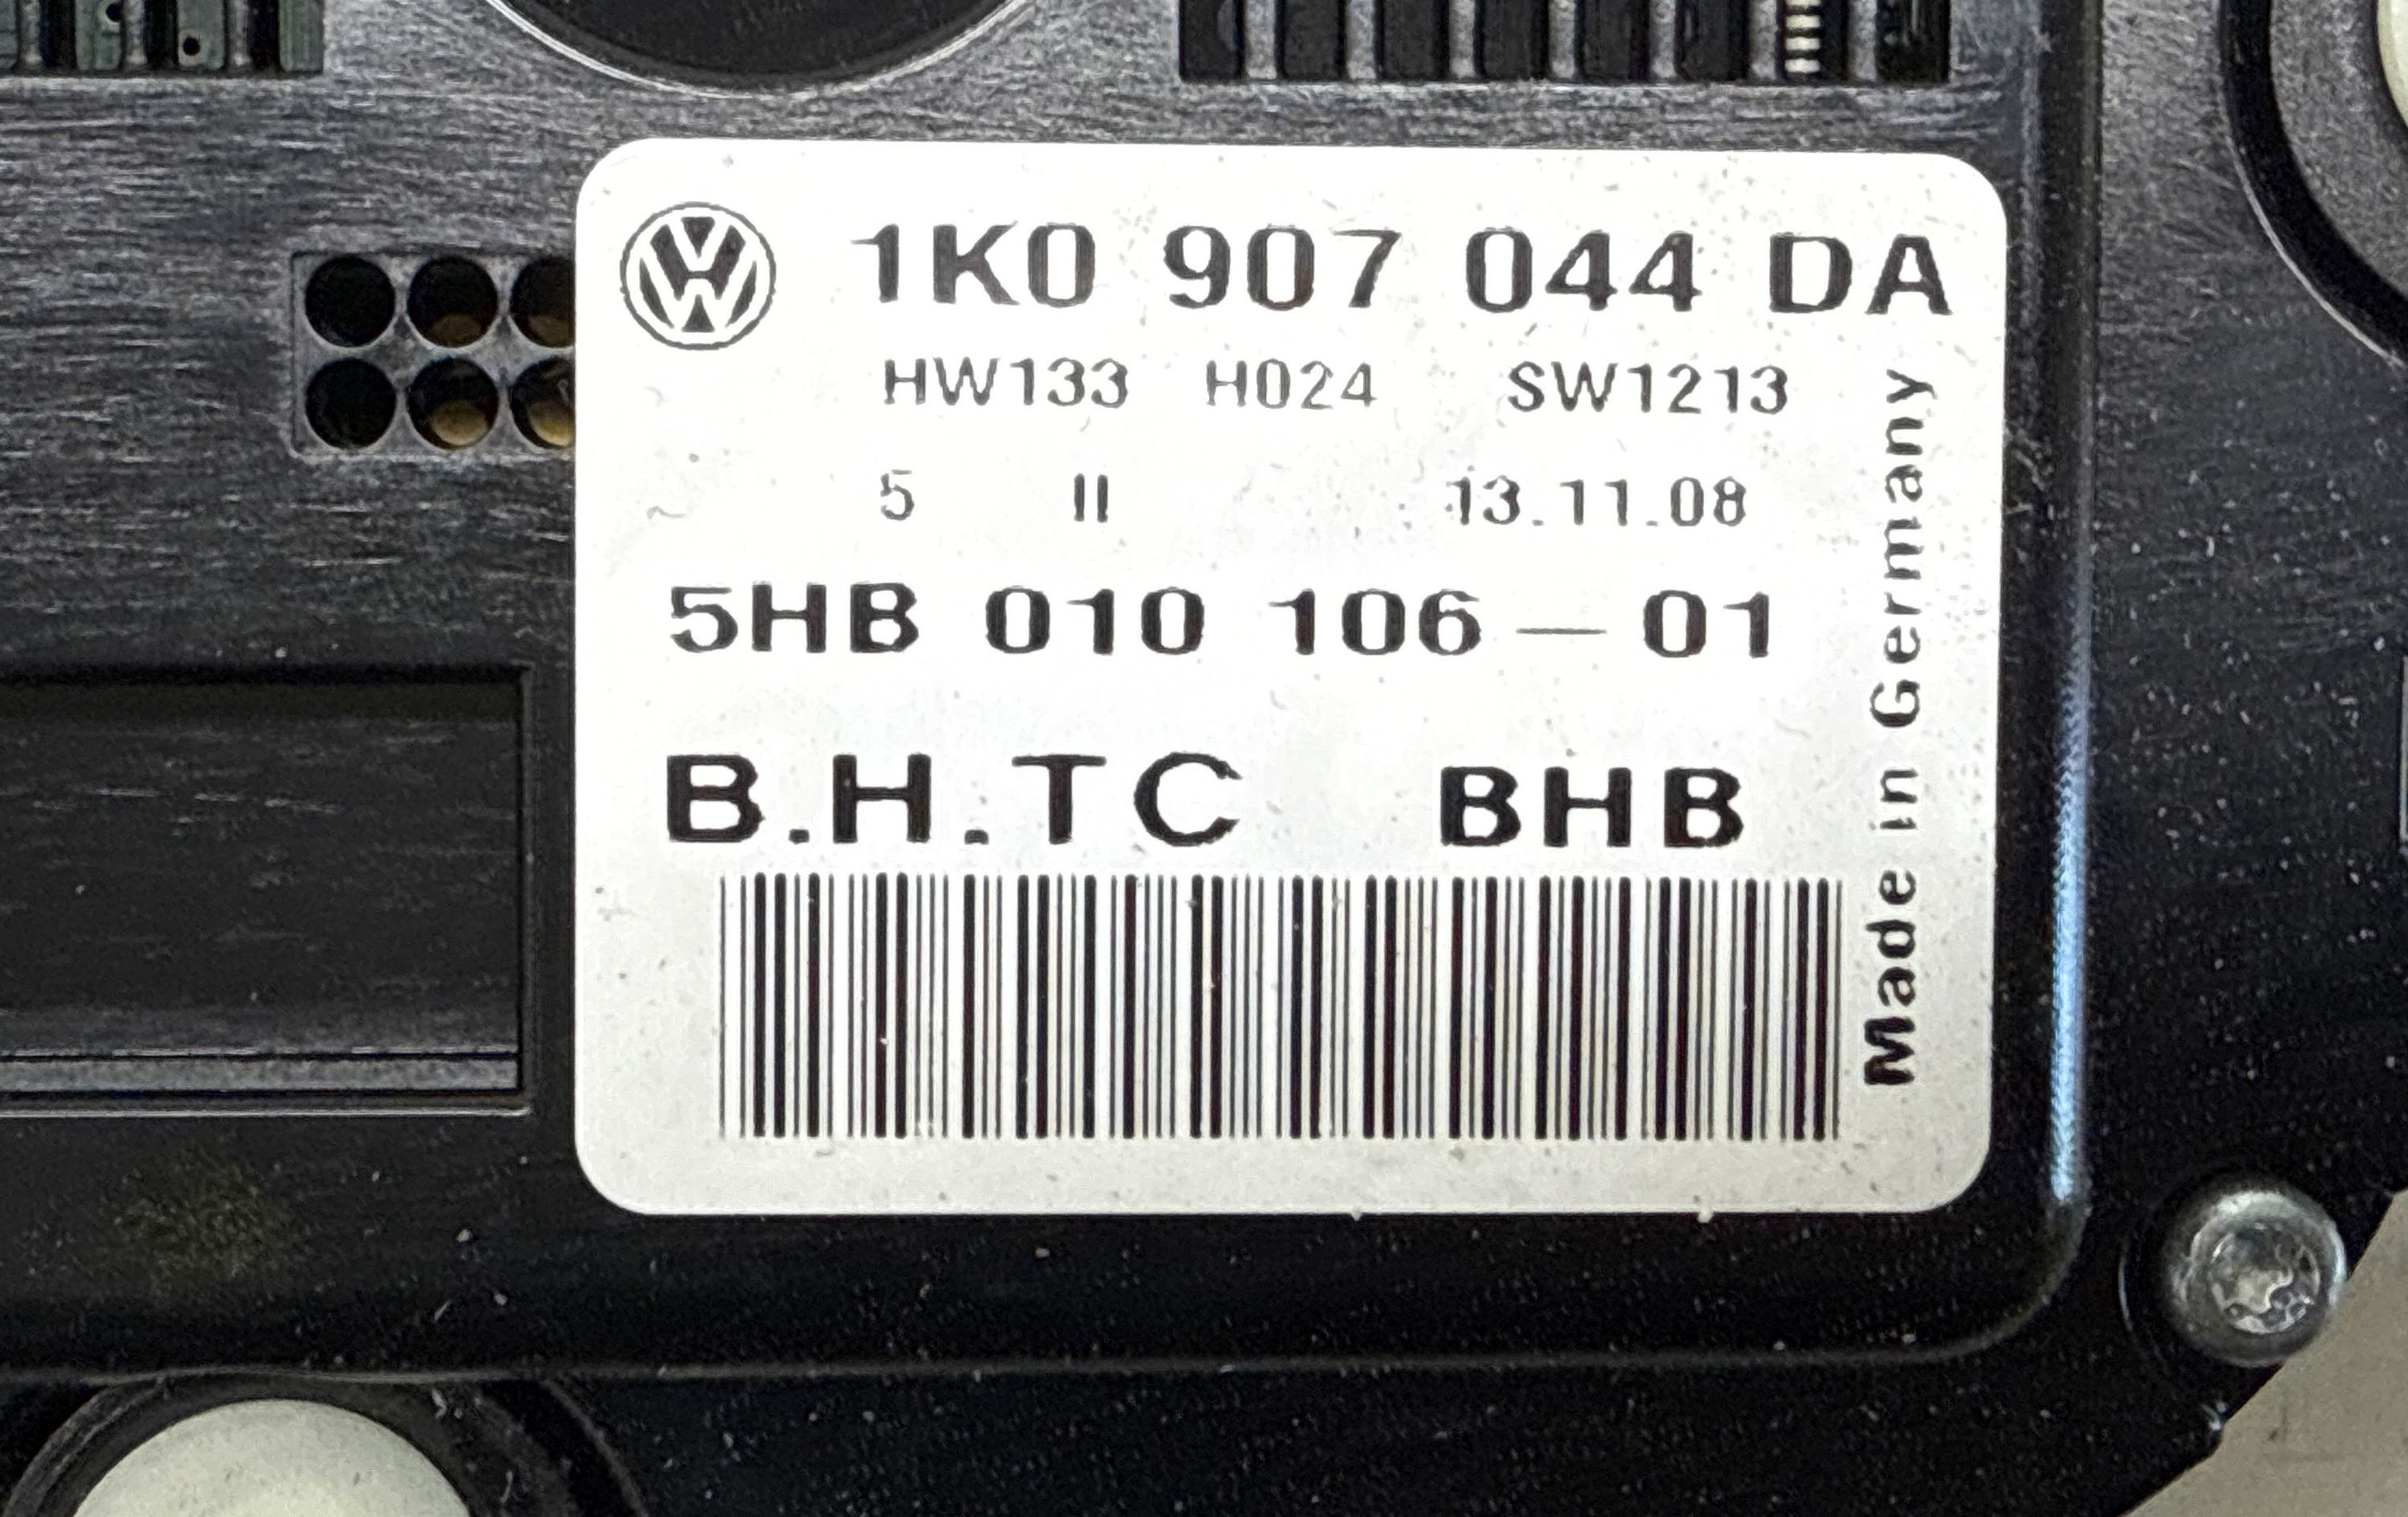 1K0 907 044 DA
HW133 H024 SW1213
5 II 13.11.08
5HB 010 106 — 01
B.H.TC BHB
Made in Germany